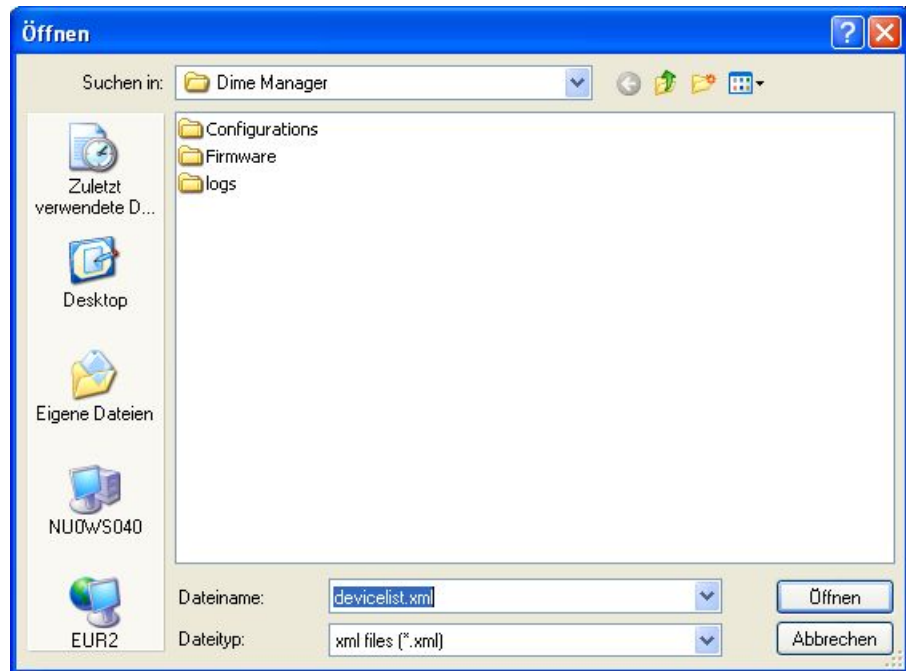 Öffnen
Suchen in:
Dime Manager
Configurations
Firmware
logs
Zuletzt
verwendete D...
Desktop
Eigene Dateien
NU0WS040
EUR2
Dateiname:
devicelist.xml
Öffnen
Dateityp:
xml files (*.xml)
Abbrechen